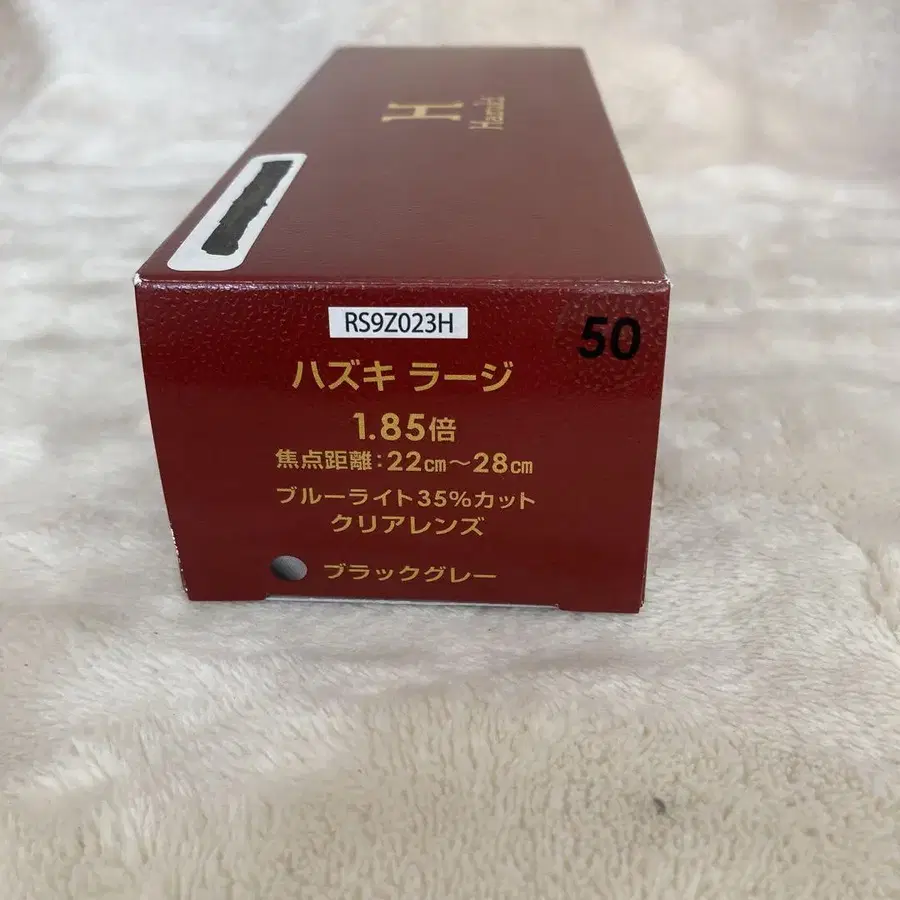 H
Hazuki
RS9Z023H
50
ハズキ ラージ
1.85倍
焦点距離:22cm~28cm
ブルーライト35%カット
クリアレンズ
ブラックグレー